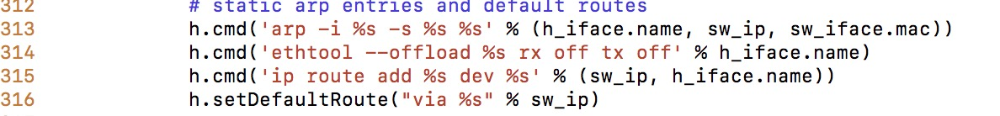 312 # static arp entries and default routes
313 h.cmd('arp -i %s -s %s %s' % (h_iface.name, sw_ip, sw_iface.mac))
314 h.cmd('ethtool --offload %s rx off tx off' % h_iface.name)
315 h.cmd('ip route add %s dev %s' % (sw_ip, h_iface.name))
316 h.setDefaultRoute("via %s" % sw_ip)